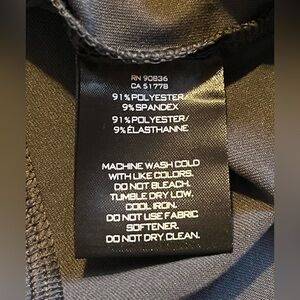 RN 90836
CA 51778
91% POLYESTER/
9% SPANDEX
91% POLYESTER/
9% ÉLASTHANNE
MACHINE WASH COLD
WITH LIKE COLORS.
DO NOT BLEACH.
TUMBLE DRY LOW.
COOL IRON.
DO NOT USE FABRIC
SOFTENER.
DO NOT DRY CLEAN.